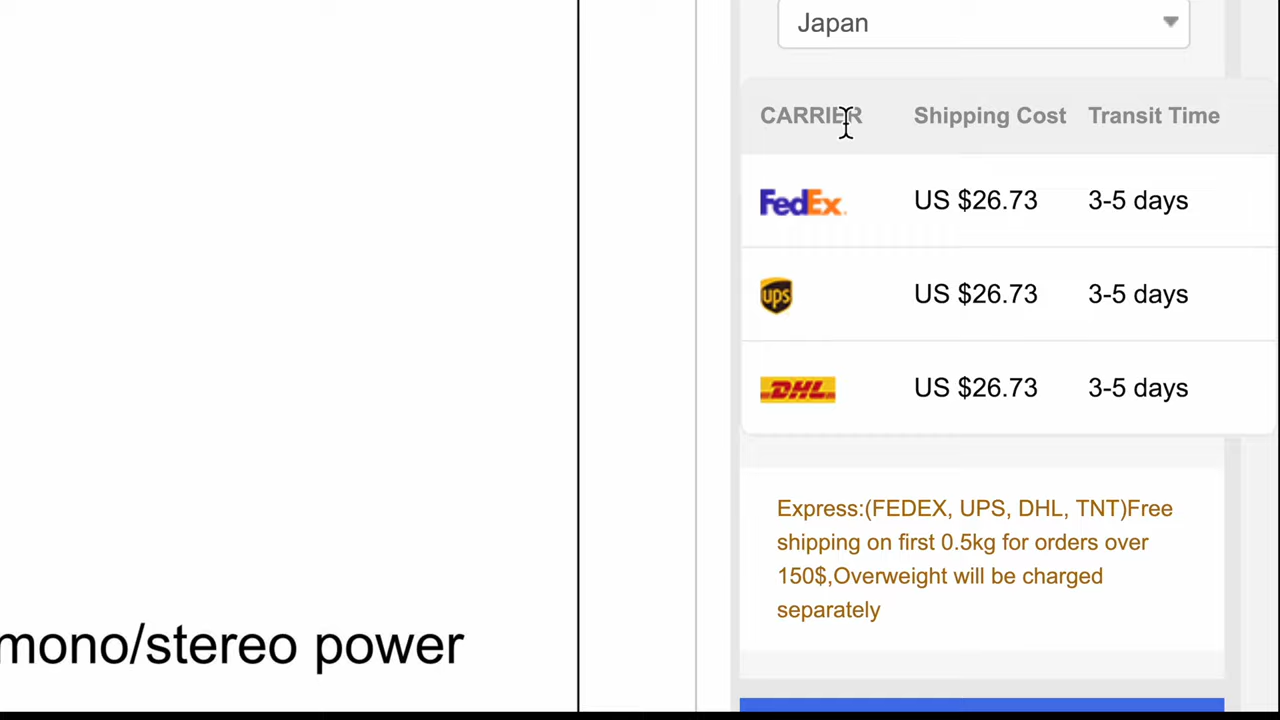 Japan
CARRIER Shipping Cost Transit Time
FedEx. US $26.73 3-5 days
ups US $26.73 3-5 days
DHL US $26.73 3-5 days
Express:(FEDEX, UPS, DHL, TNT)Free
shipping on first 0.5kg for orders over
150$,Overweight will be charged
separately
mono/stereo power